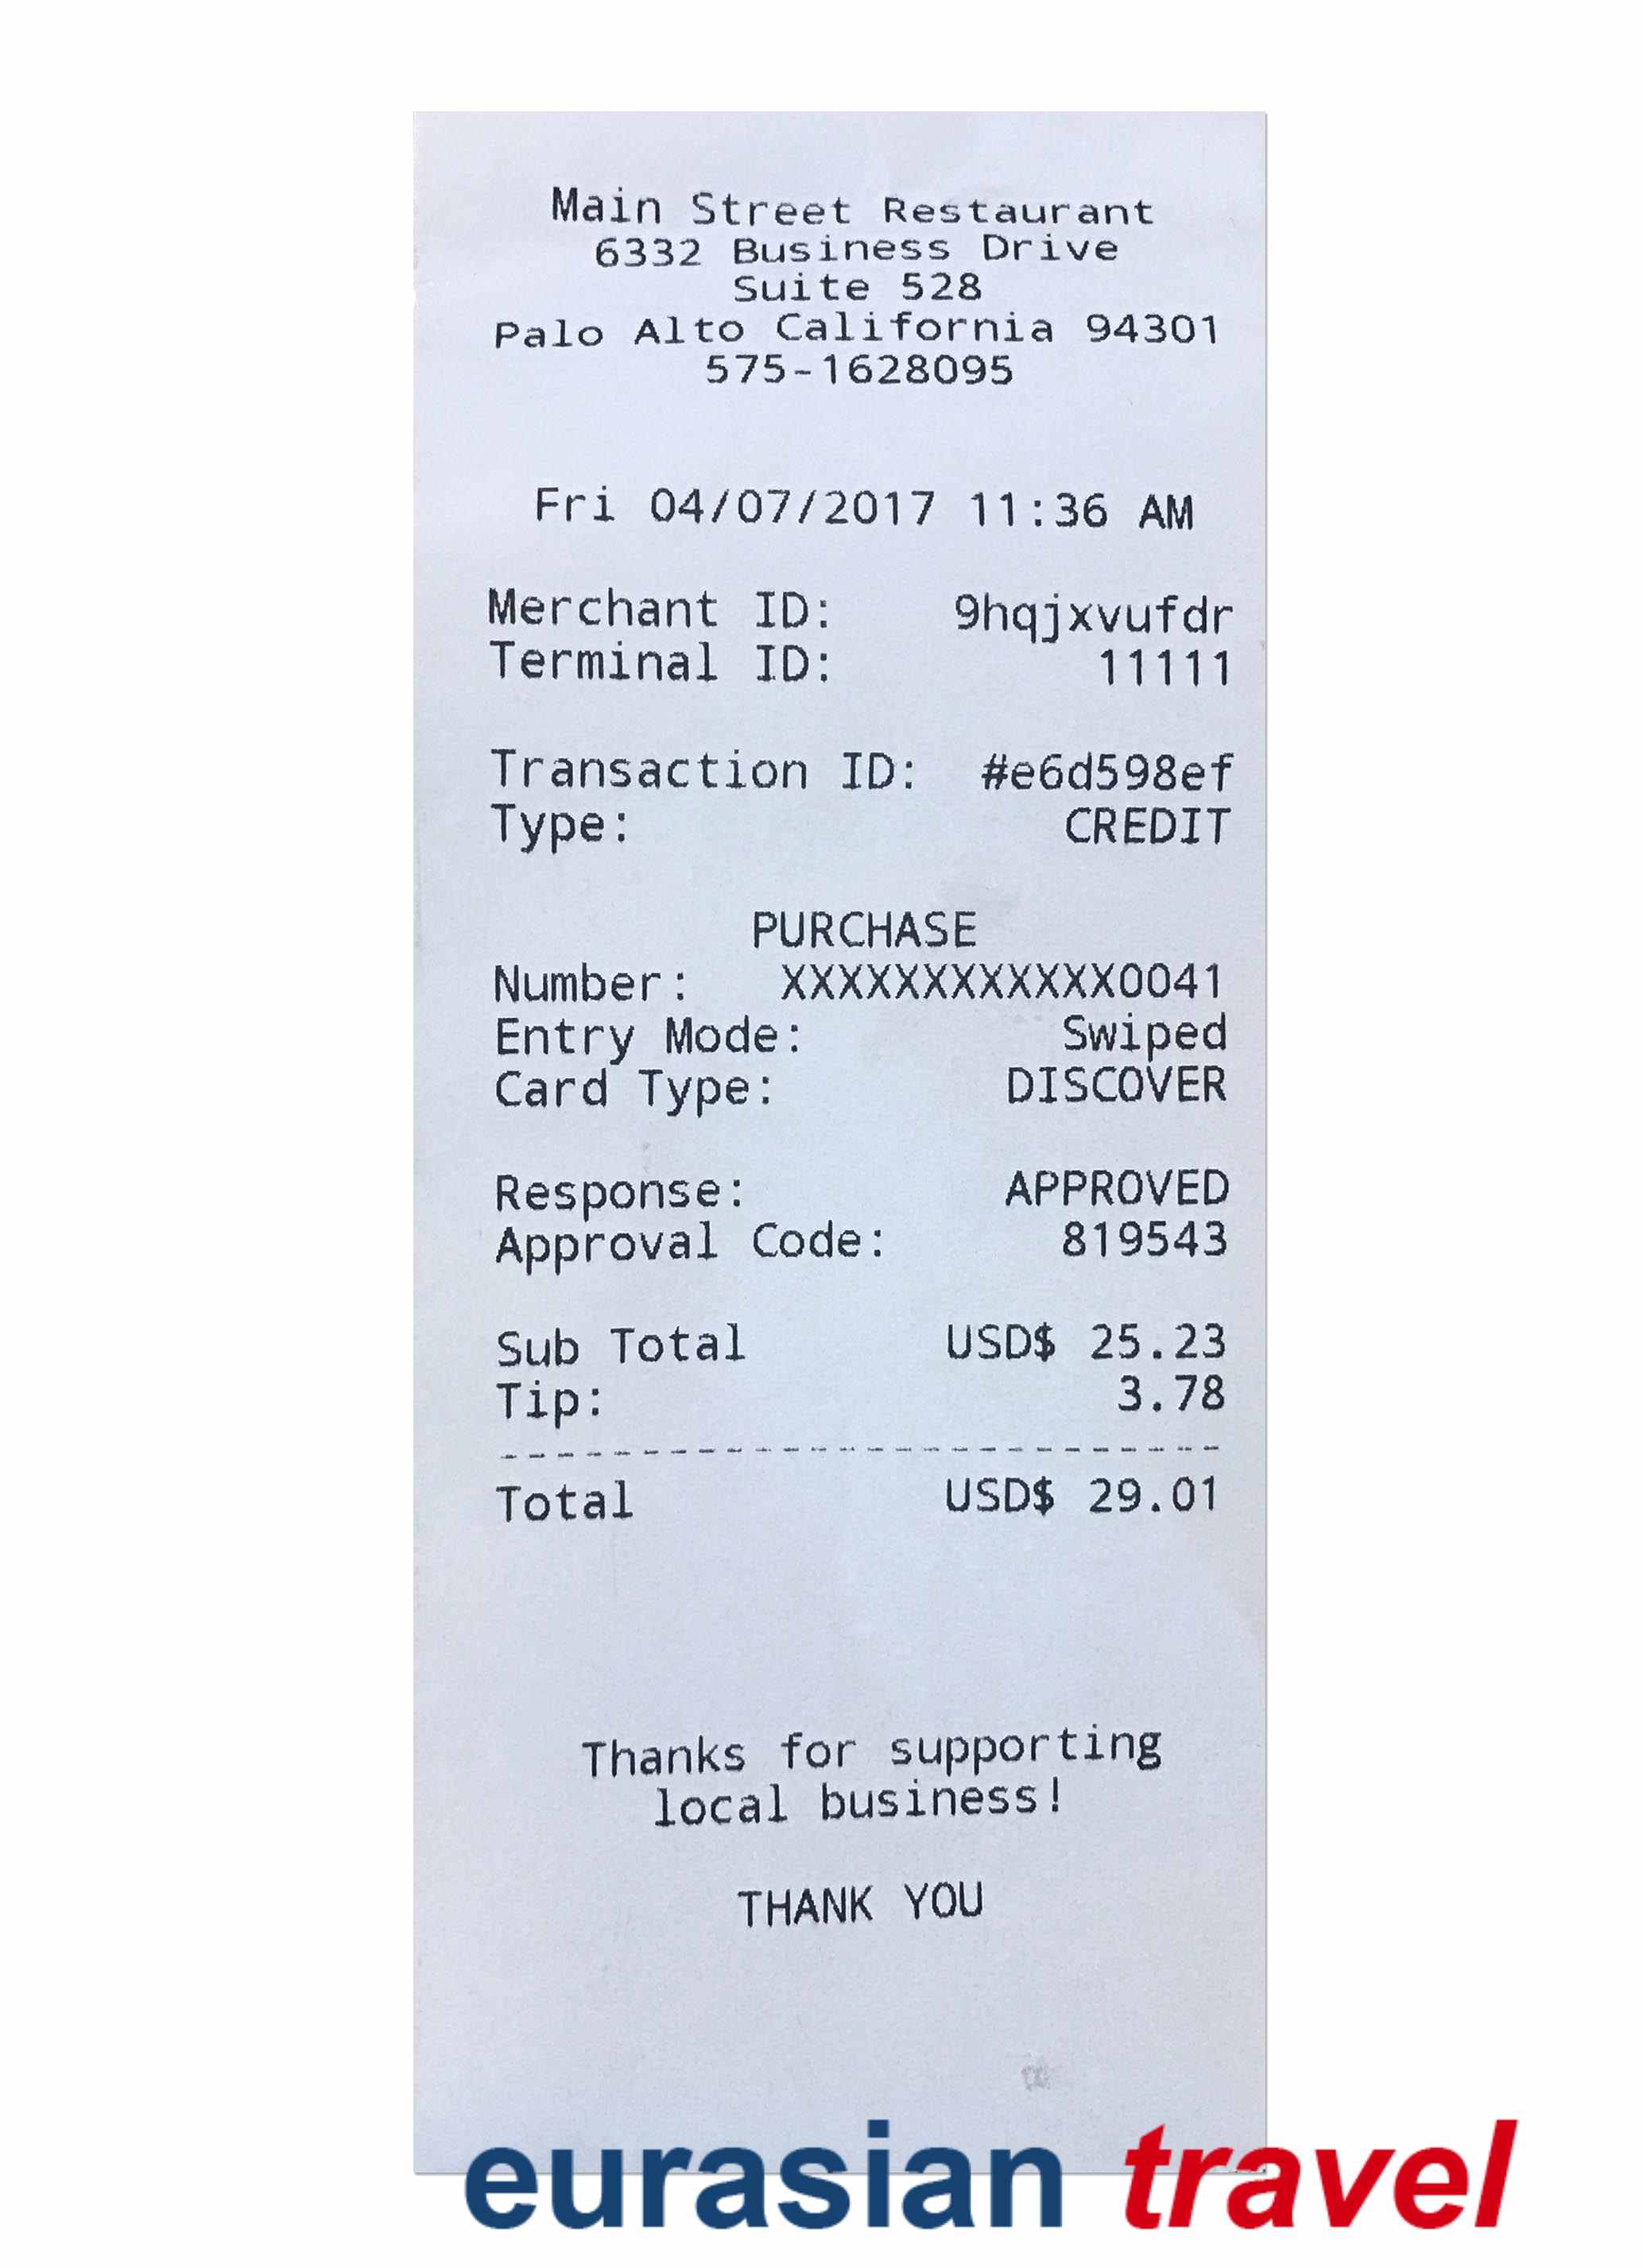 Main Street Restaurant
6332 Business Drive
Suite 528
Palo Alto California 94301
575-1628095
Fri 04/07/2017 11:36 AM
Merchant ID: 9hqjxvufdr
Terminal ID: 11111
Transaction ID: #e6d598ef
Type: CREDIT
PURCHASE
Number: XXXXXXXXXXXX0041
Entry Mode: Swiped
Card Type: DISCOVER
Response: APPROVED
Approval Code: 819543
Sub Total USD$ 25.23
Tip: 3.78
--------------------------
Total USD$ 29.01
Thanks for supporting
local business!
THANK YOU
eurasian travel